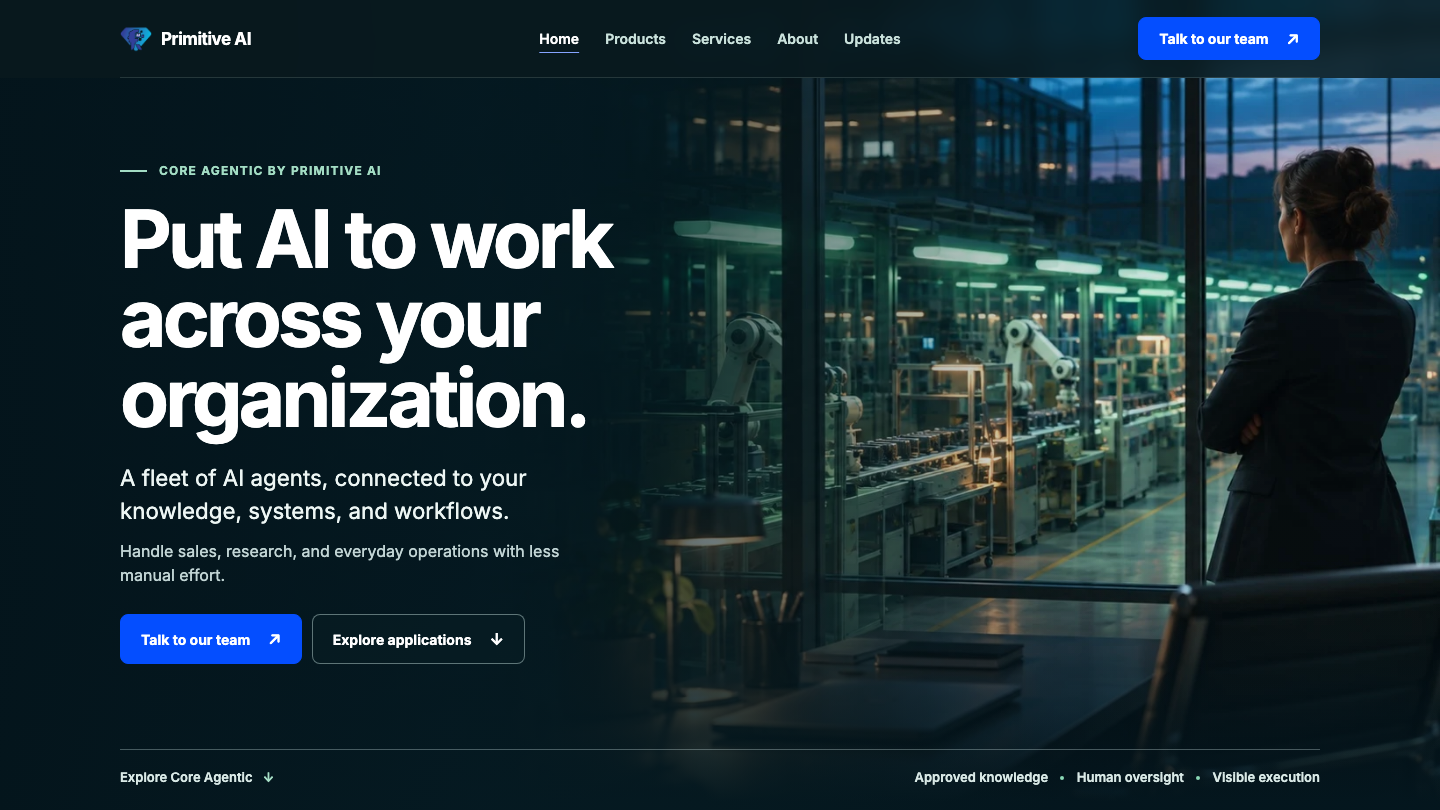 Primitive AI
Home
Products
Services
About
Updates
Talk to our team
CORE AGENTIC BY PRIMITIVE AI
Put AI to work
across your
organization.
A fleet of AI agents, connected to your
knowledge, systems, and workflows.
Handle sales, research, and everyday operations with less
manual effort.
Talk to our team
Explore applications
Explore Core Agentic
Approved knowledge • Human oversight • Visible execution